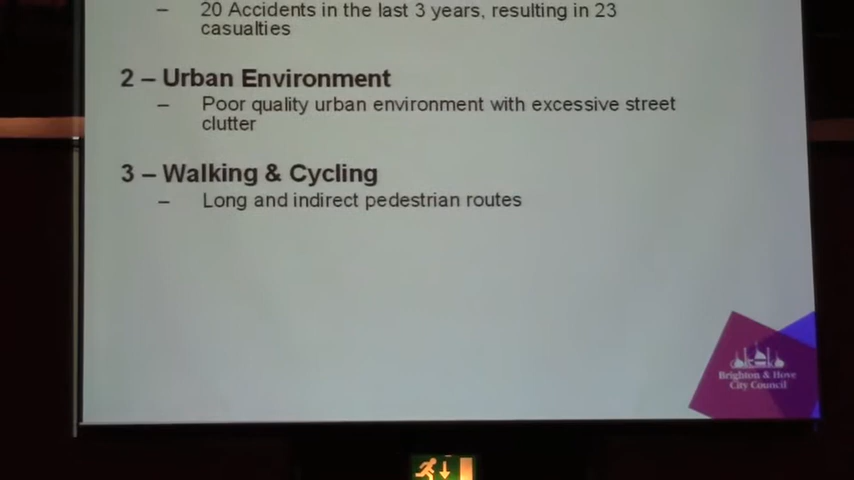 – 20 Accidents in the last 3 years, resulting in 23
casualties
2 – Urban Environment
– Poor quality urban environment with excessive street
clutter
3 – Walking & Cycling
– Long and indirect pedestrian routes
Brighton & Hove
City Council